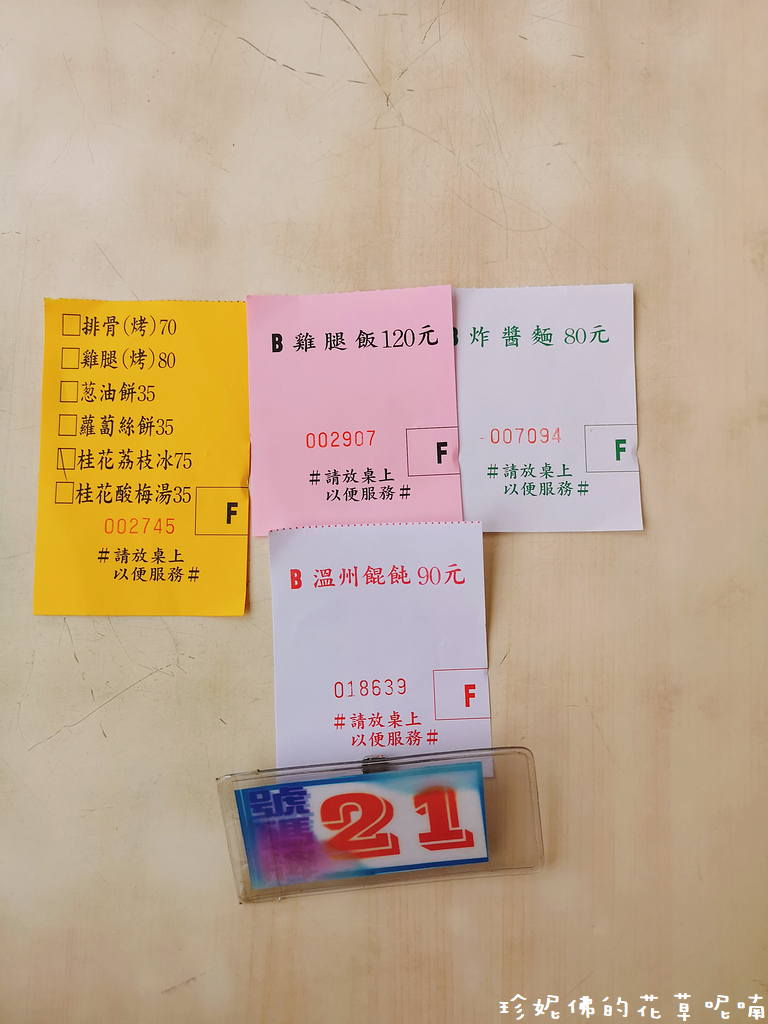 □排骨(烤)70
□雞腿(烤)80
□葱油餅35
□蘿蔔絲餅35
□桂花荔枝冰75
□桂花酸梅湯35
F
002745
#請放桌上
以便服務#
B 雞腿飯120元
002907
F
#請放桌上
以便服務#
B 炸醬麵 80元
007094
F
#請放桌上
以便服務#
B 溫州餛飩 90元
018639
F
#請放桌上
以便服務#
號
21
珍妮佛的花草呢喃